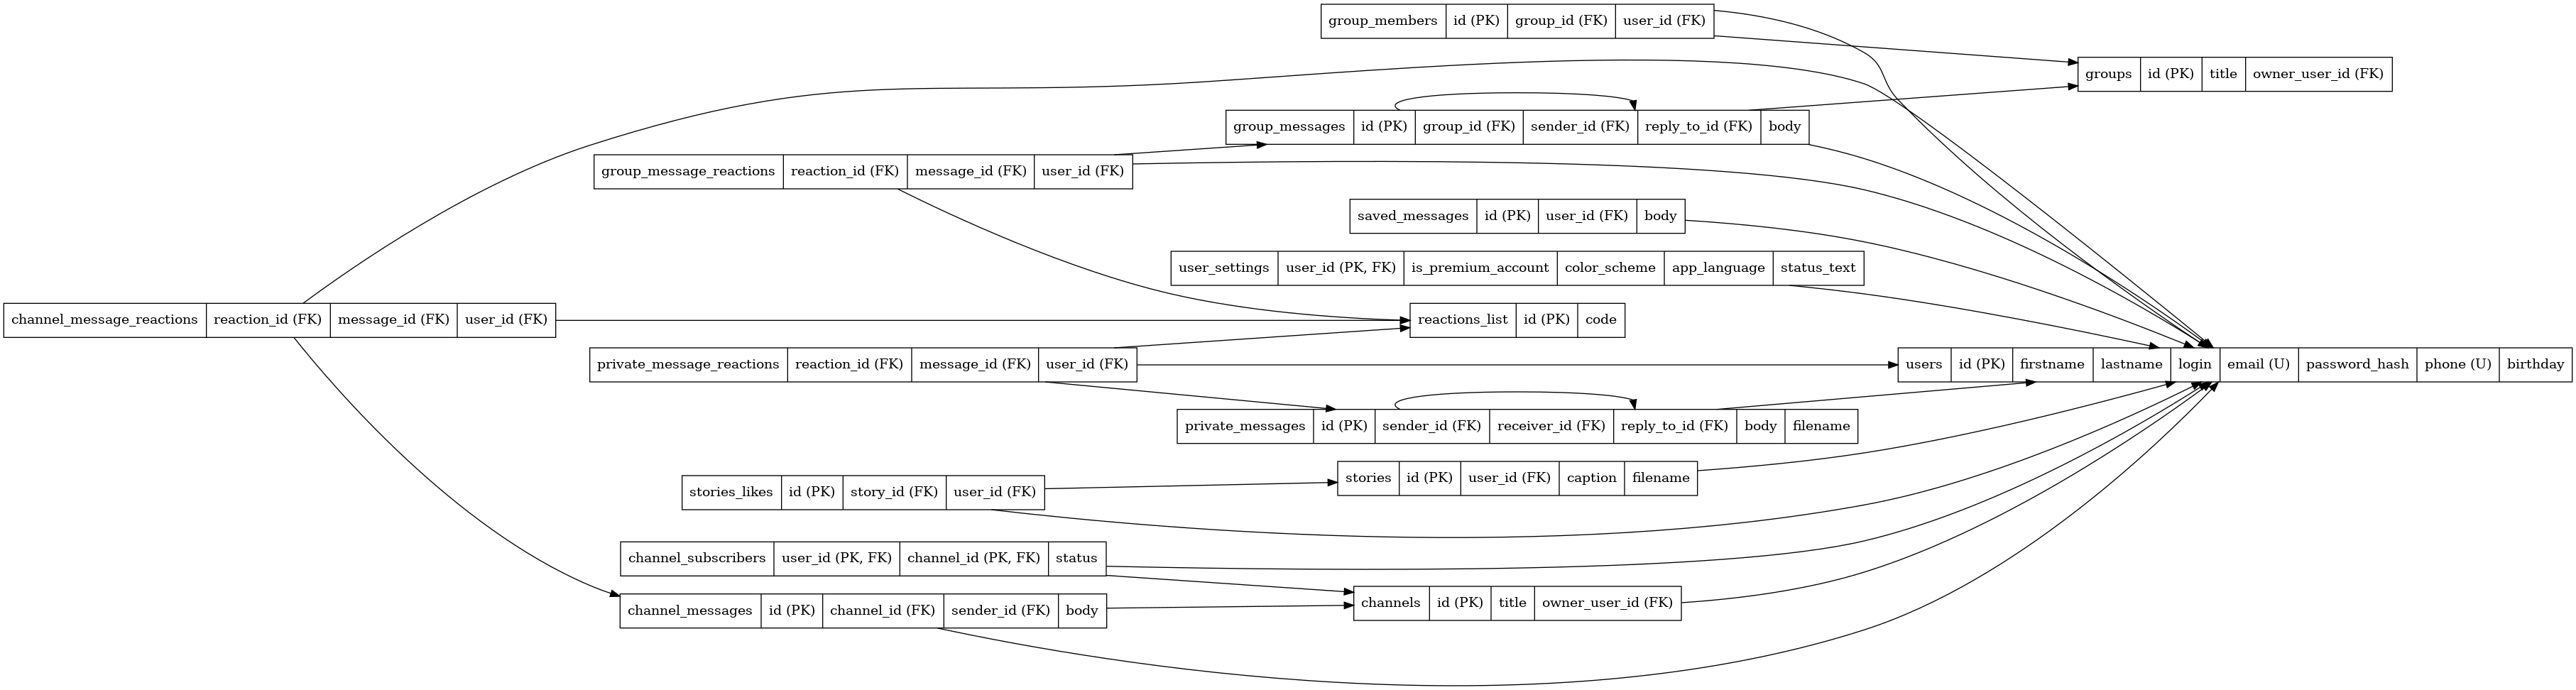 group_members id (PK) group_id (FK) user_id (FK)
groups id (PK) title owner_user_id (FK)
group_messages id (PK) group_id (FK) sender_id (FK) reply_to_id (FK) body
group_message_reactions reaction_id (FK) message_id (FK) user_id (FK)
saved_messages id (PK) user_id (FK) body
user_settings user_id (PK, FK) is_premium_account color_scheme app_language status_text
channel_message_reactions reaction_id (FK) message_id (FK) user_id (FK)
reactions_list id (PK) code
private_message_reactions reaction_id (FK) message_id (FK) user_id (FK)
users id (PK) firstname lastname login email (U) password_hash phone (U) birthday
private_messages id (PK) sender_id (FK) receiver_id (FK) reply_to_id (FK) body filename
stories id (PK) user_id (FK) caption filename
stories_likes id (PK) story_id (FK) user_id (FK)
channel_subscribers user_id (PK, FK) channel_id (PK, FK) status
channels id (PK) title owner_user_id (FK)
channel_messages id (PK) channel_id (FK) sender_id (FK) body